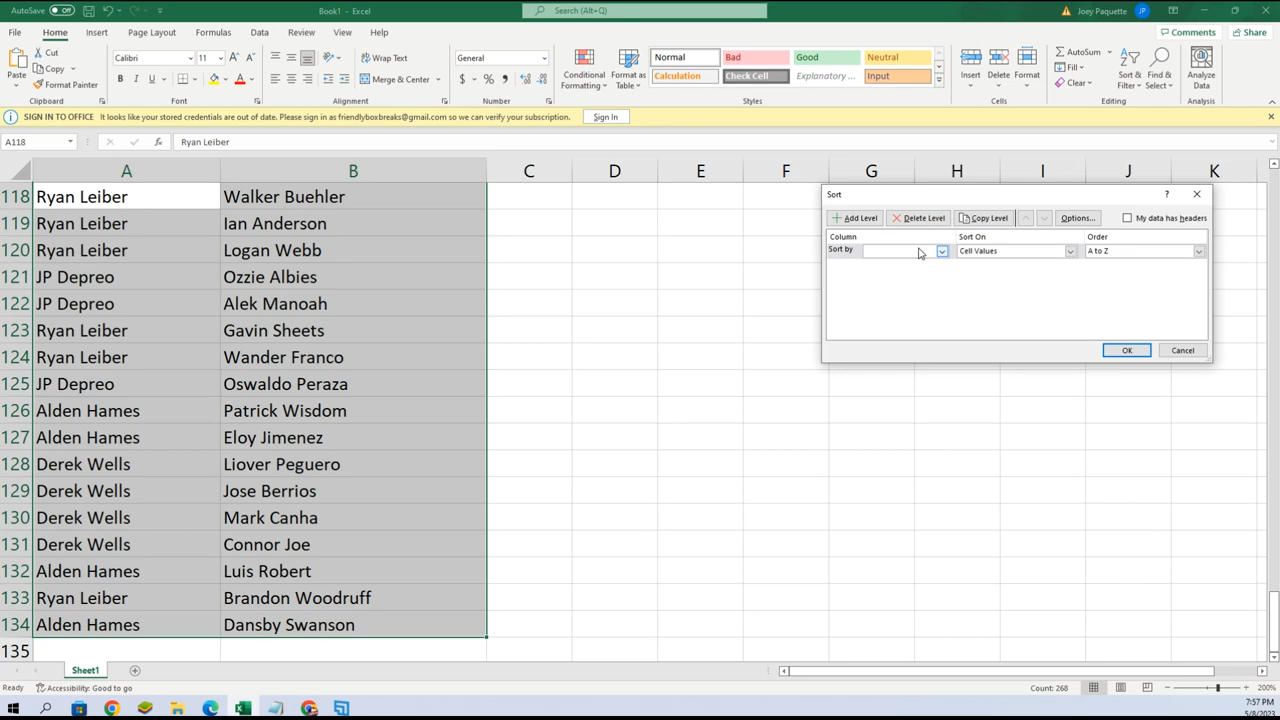 AutoSave Off Book1 - Excel Search (Alt+Q) Joey Paquette JP
File Home Insert Page Layout Formulas Data Review View Help Comments Share
Paste Cut Copy Format Painter Clipboard
Calibri 11 B I U A Font
Wrap Text Merge & Center Alignment
General $ % , Number
Conditional Formatting Format as Table
Normal Bad Good Neutral
Calculation Check Cell Explanatory ... Input
Styles
Insert Delete Format Cells
AutoSum Fill Clear Sort & Filter Find & Select Editing
Analyze Data Analysis
SIGN IN TO OFFICE It looks like your stored credentials are out of date. Please sign in as friendlyboxbreaks@gmail.com so we can verify your subscription. Sign In
A118 fx Ryan Leiber
A B C D E F G H I J K
118 Ryan Leiber Walker Buehler
119 Ryan Leiber Ian Anderson
120 Ryan Leiber Logan Webb
121 JP Depreo Ozzie Albies
122 JP Depreo Alek Manoah
123 Ryan Leiber Gavin Sheets
124 Ryan Leiber Wander Franco
125 JP Depreo Oswaldo Peraza
126 Alden Hames Patrick Wisdom
127 Alden Hames Eloy Jimenez
128 Derek Wells Liover Peguero
129 Derek Wells Jose Berrios
130 Derek Wells Mark Canha
131 Derek Wells Connor Joe
132 Alden Hames Luis Robert
133 Ryan Leiber Brandon Woodruff
134 Alden Hames Dansby Swanson
135
Sort ?
Add Level Delete Level Copy Level Options... My data has headers
Column Sort On Order
Sort by Cell Values A to Z
OK Cancel
Sheet1
Ready Accessibility: Good to go Count: 268 200%
7:57 PM
5/8/2023